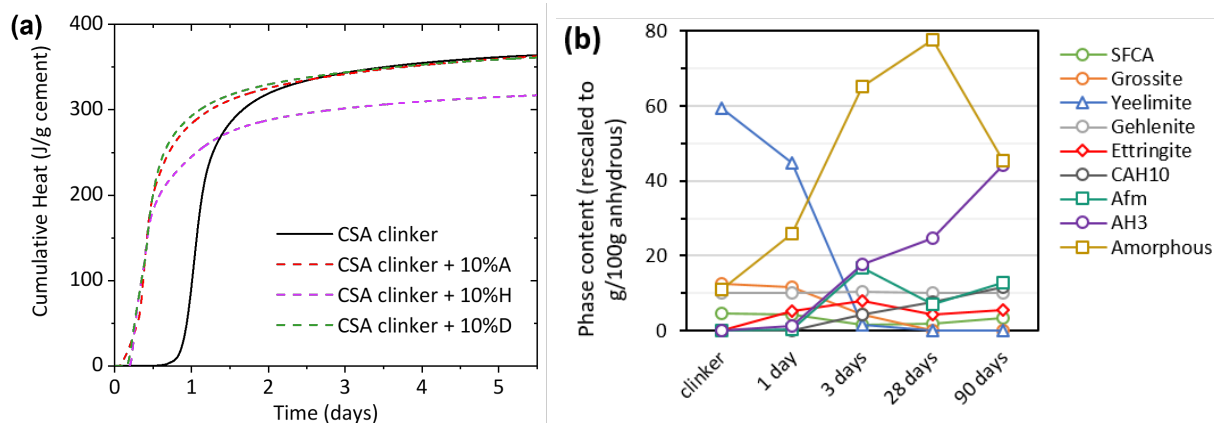 (a)
400
300
200
100
0
Cumulative Heat (J/g cement)
CSA clinker
CSA clinker + 10%A
CSA clinker + 10%H
CSA clinker + 10%D
0 1 2 3 4 5
Time (days)
(b)
80
60
40
20
0
Phase content (rescaled to
g/100g anhydrous)
clinker
1 day
3 days
28 days
90 days
SFCA
Grossite
Yeelimite
Gehlenite
Ettringite
CAH10
Afm
AH3
Amorphous